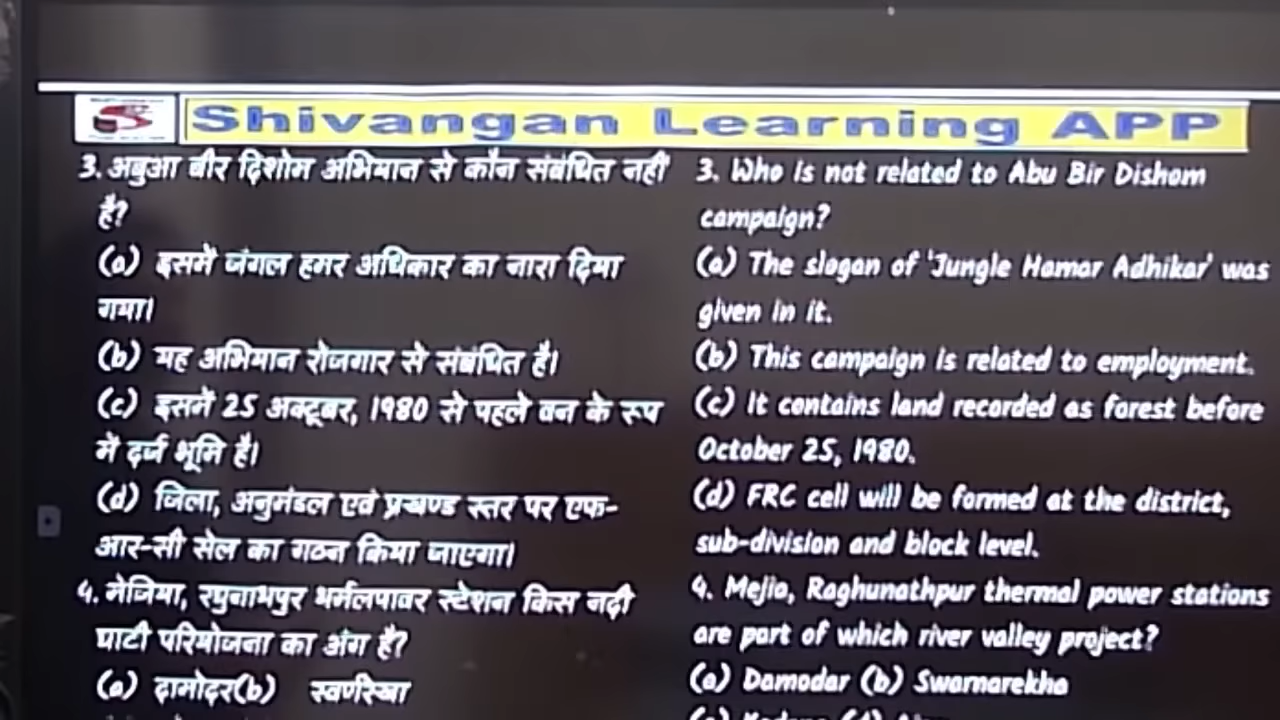 Shivangan Learning APP
3. अबुआ बीर दिशोम अभियान से कौन संबंधित नहीं
है?
(a) इसमें जंगल हमर अधिकार का नारा दिया
गया।
(b) यह अभियान रोजगार से संबंधित है।
(c) इसमें 25 अक्टूबर, 1980 से पहले वन के रूप
में दर्ज भूमि है।
(d) जिला, अनुमंडल एवं प्रखण्ड स्तर पर एफ-
आर-सी सेल का गठन किया जाएगा।
4. मेजिया, रघुनाथपुर थर्मलपावर स्टेशन किस नदी
घाटी परियोजना का अंग है?
(a) दामोदर(b) स्वर्णरेखा
3. Who is not related to Abu Bir Dishom
campaign?
(a) The slogan of 'Jungle Hamar Adhikar' was
given in it.
(b) This campaign is related to employment.
(c) It contains land recorded as forest before
October 25, 1980.
(d) FRC cell will be formed at the district,
sub-division and block level.
4. Mejia, Raghunathpur thermal power stations
are part of which river valley project?
(a) Damodar (b) Swarnarekha